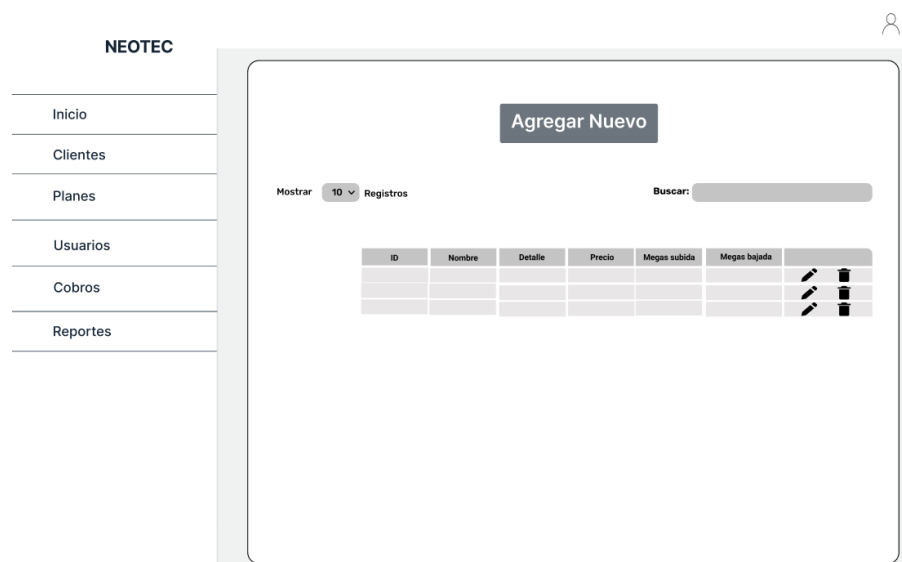 NEOTEC
Inicio
Clientes
Planes
Usuarios
Cobros
Reportes
Agregar Nuevo
Mostrar 10 Registros
Buscar:
ID Nombre Detalle Precio Megas subida Megas bajada